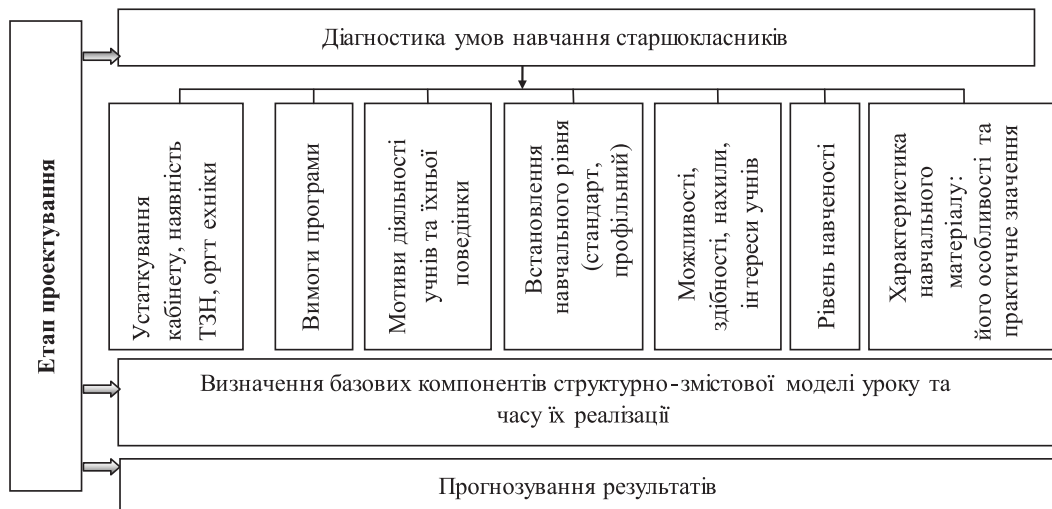 Етап проектування
Діагностика умов навчання старшокласників
Устаткування
кабінету, наявність
ТЗН, оргт ехніки
Вимоги програми
Мотиви діяльності
учнів та їхньої
поведінки
Встановлення
навчального рівня
(стандарт,
профільний)
Можливості,
здібності, нахили,
інтереси учнів
Рівень навченості
Характеристика
навчального
матеріалу:
його особливості та
практичне значення
Визначення базових компонентів структурно-змістової моделі уроку та
часу їх реалізації
Прогнозування результатів